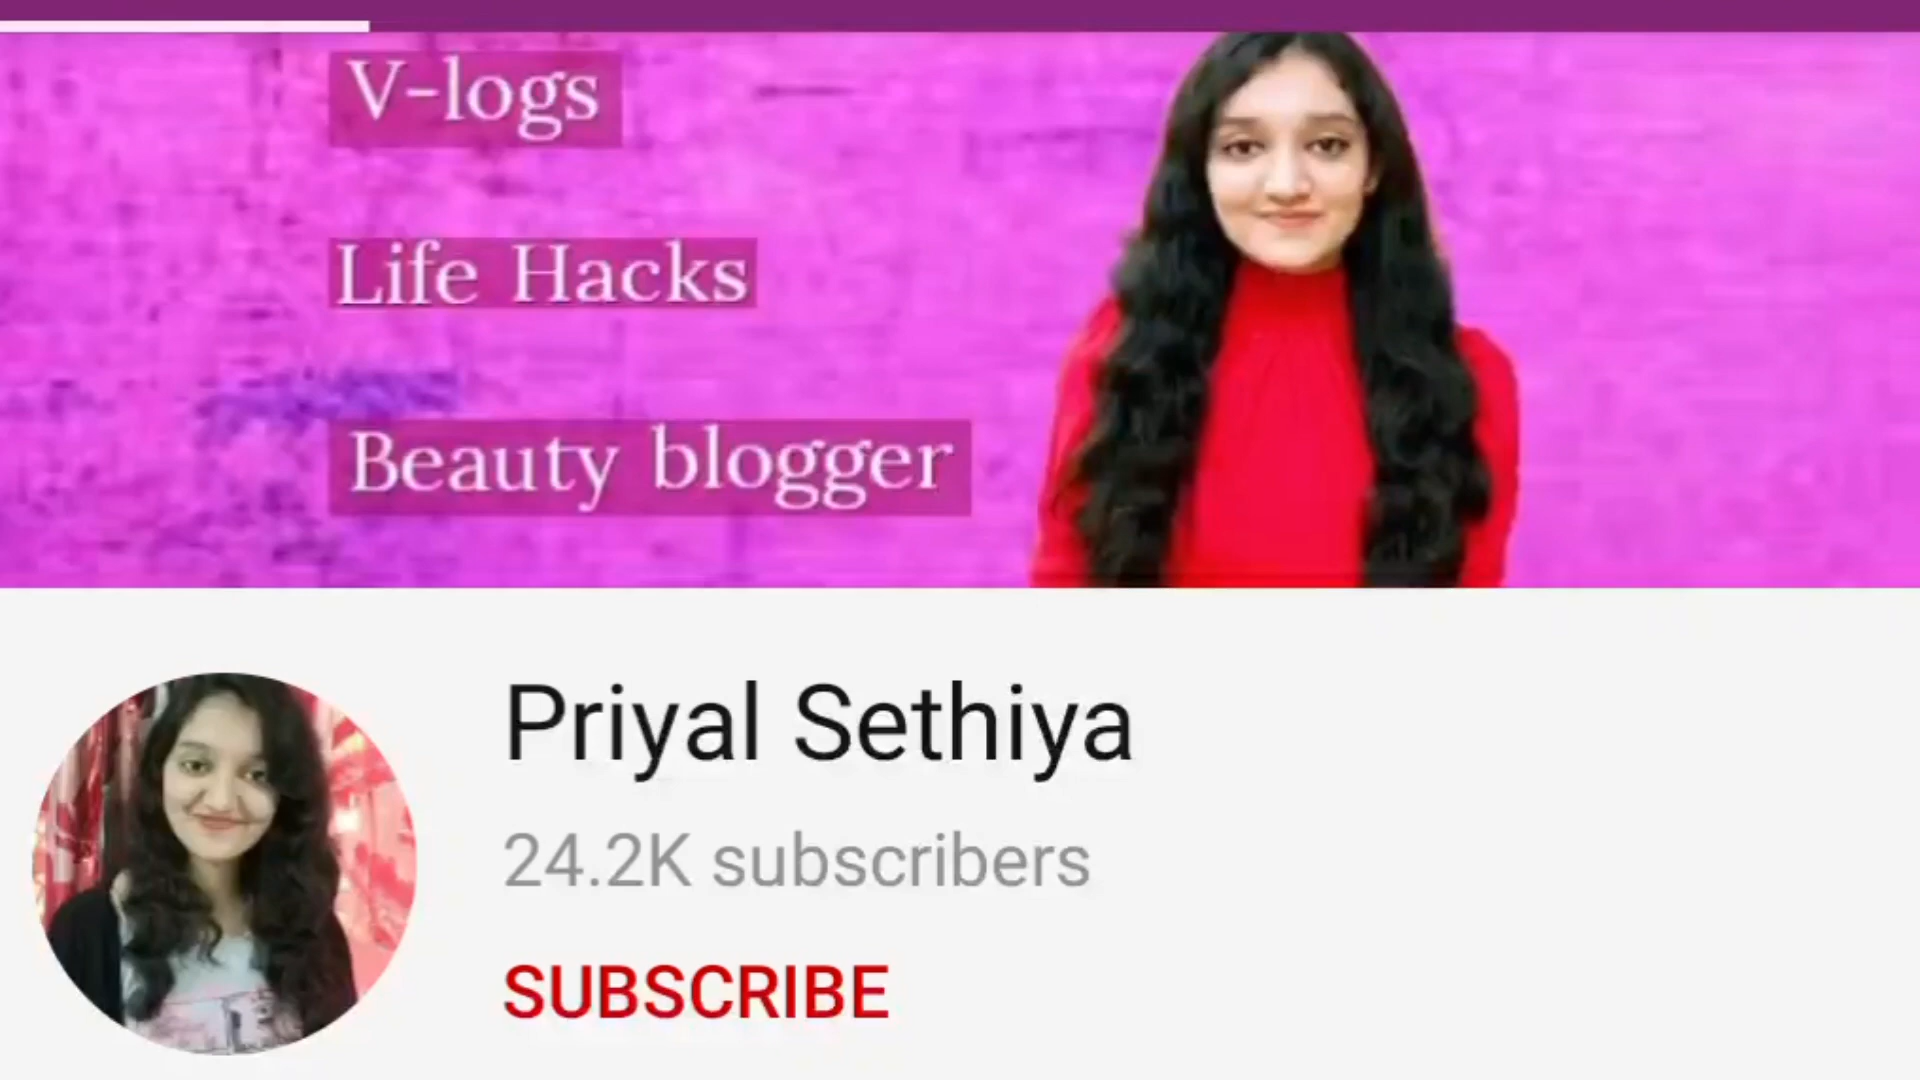 V-logs
Life Hacks
Beauty blogger
Priyal Sethiya
24.2K subscribers
SUBSCRIBE